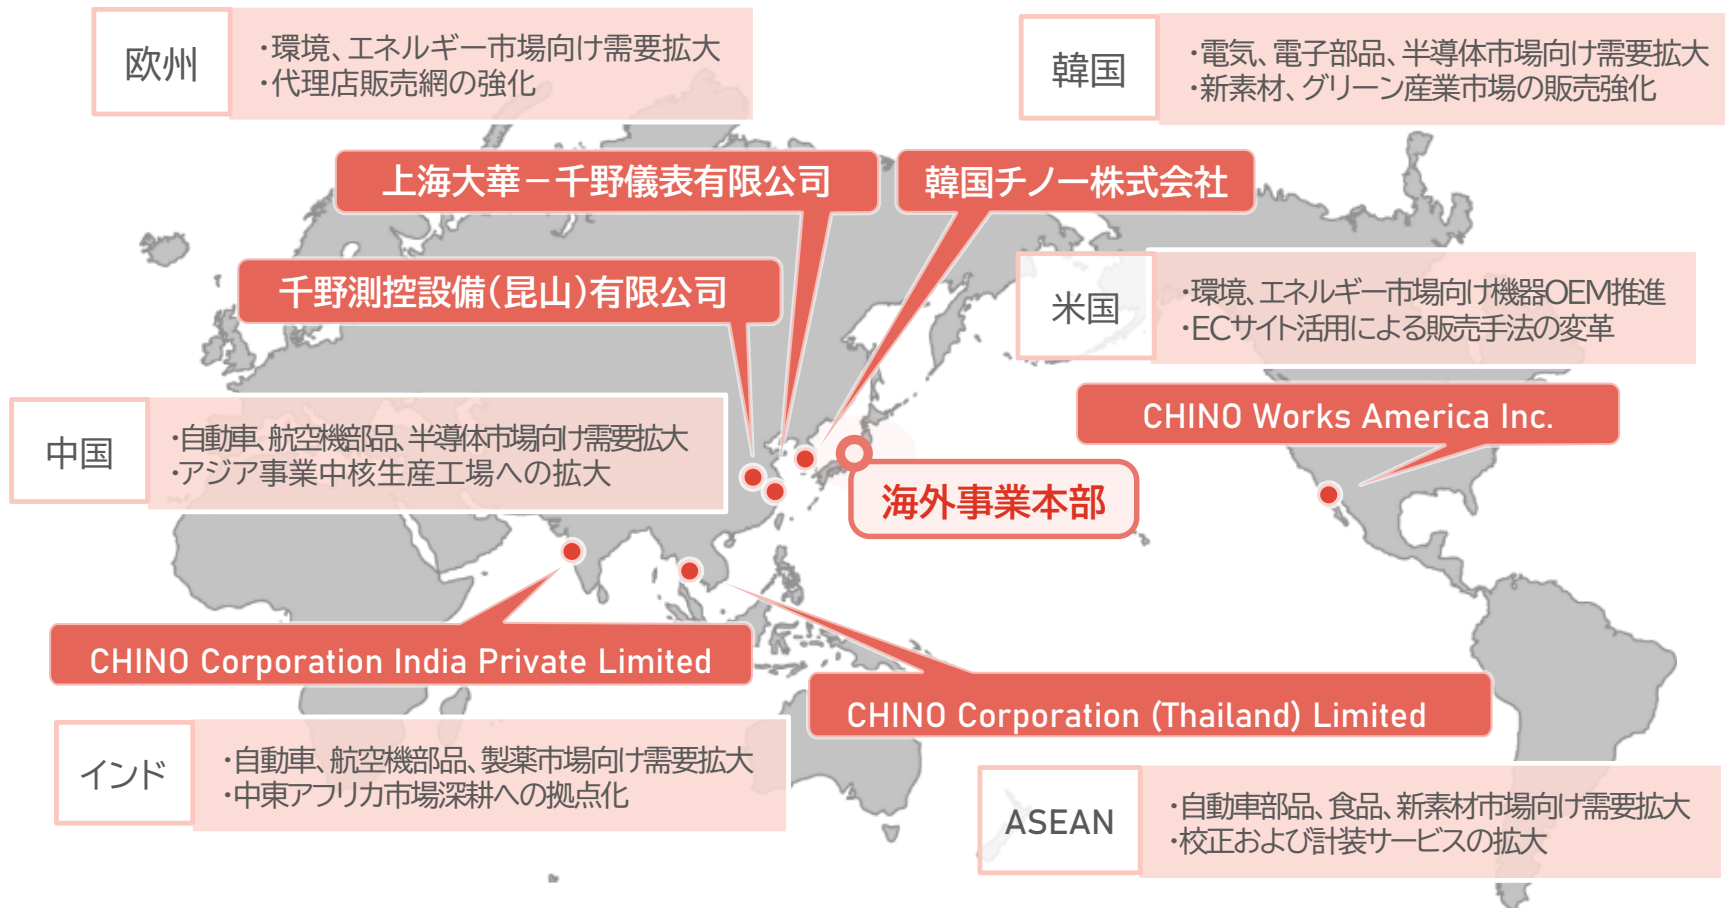 欧州
・環境、エネルギー市場向け需要拡大
・代理店販売網の強化
韓国
・電気、電子部品、半導体市場向け需要拡大
・新素材、グリーン産業市場の販売強化
上海大華－千野儀表有限公司
韓国チノー株式会社
千野測控設備（昆山）有限公司
米国
・環境、エネルギー市場向け機器OEM推進
・ECサイト活用による販売手法の変革
CHINO Works America Inc.
中国
・自動車、航空機部品、半導体市場向け需要拡大
・アジア事業中核生産工場への拡大
海外事業本部
CHINO Corporation India Private Limited
CHINO Corporation (Thailand) Limited
インド
・自動車、航空機部品、製薬市場向け需要拡大
・中東アフリカ市場深耕への拠点化
ASEAN
・自動車部品、食品、新素材市場向け需要拡大
・校正および計装サービスの拡大